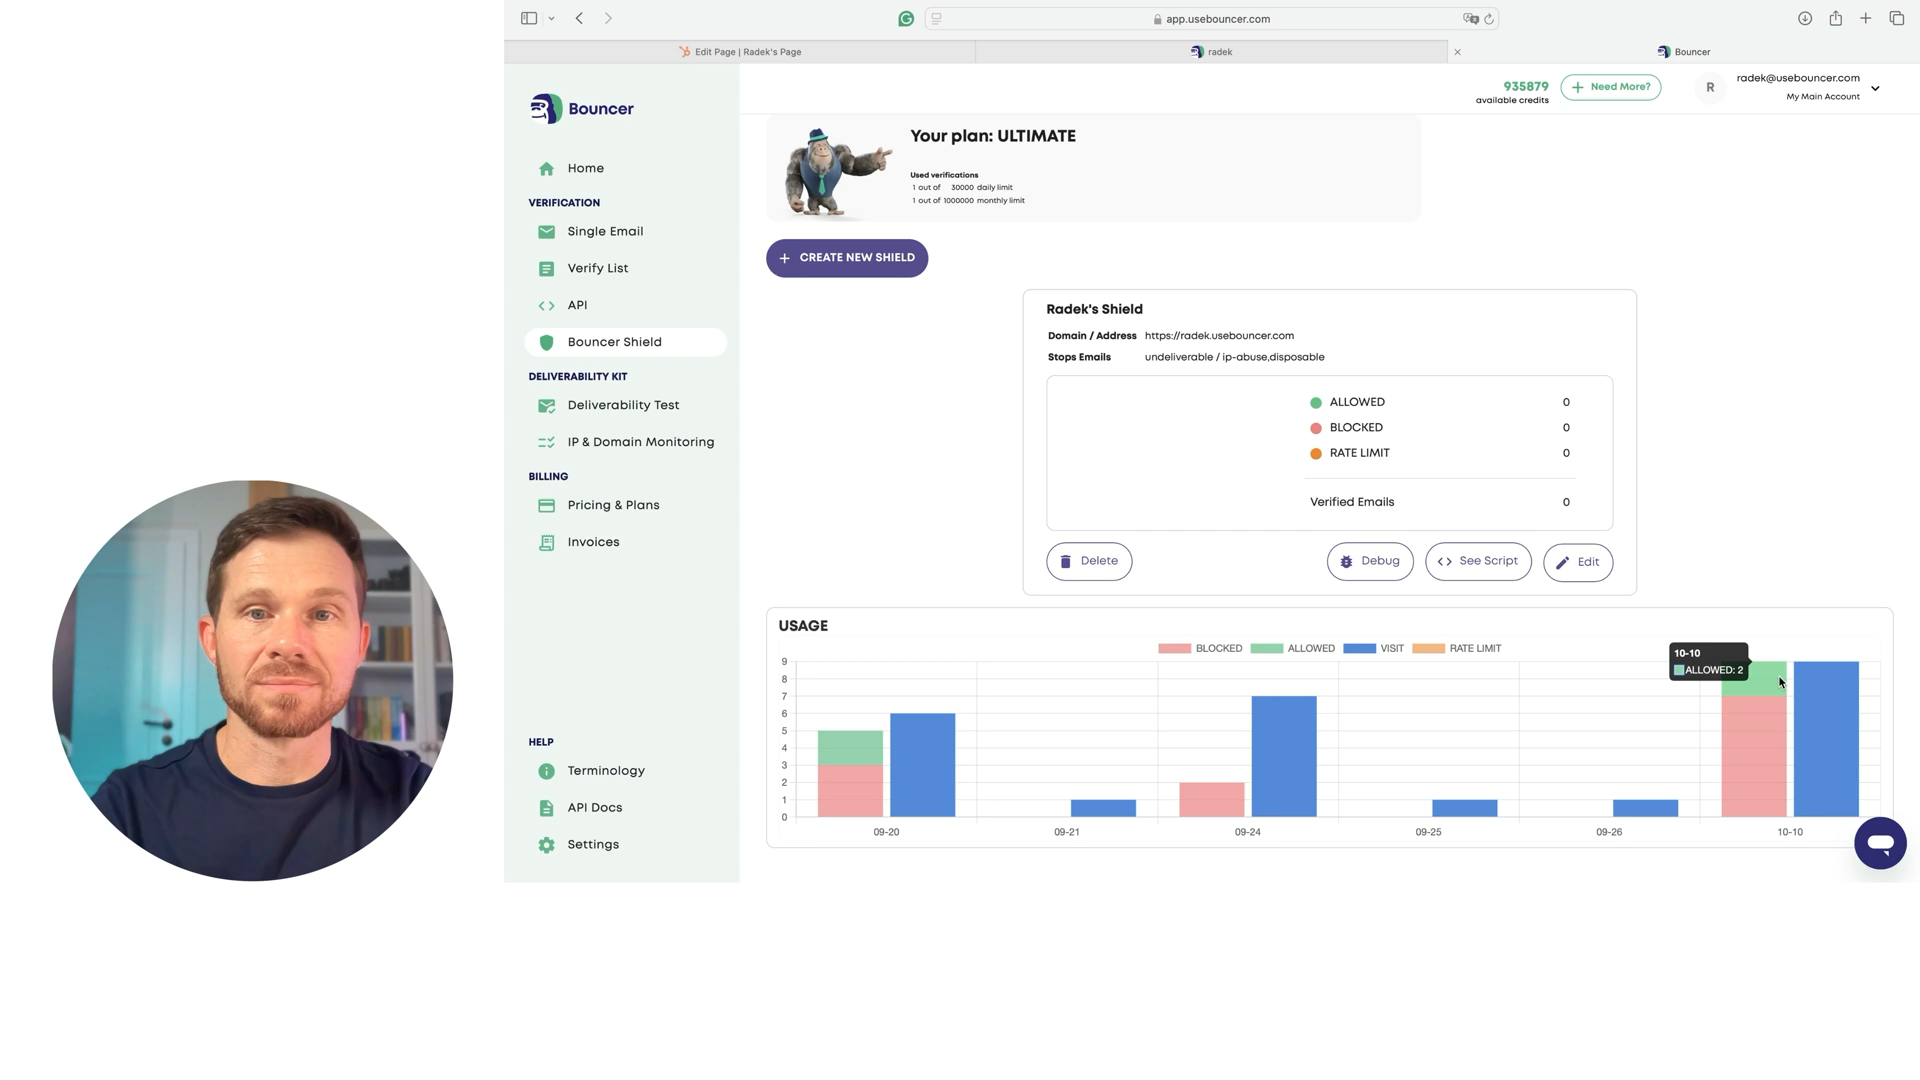 app.usebouncer.com
Edit Page | Radek's Page
radek
Bouncer
Bouncer
935879
available credits
Need More?
R
radek@usebouncer.com
My Main Account
Home
VERIFICATION
Single Email
Verify List
API
Bouncer Shield
DELIVERABILITY KIT
Deliverability Test
IP & Domain Monitoring
BILLING
Pricing & Plans
Invoices
HELP
Terminology
API Docs
Settings
Your plan: ULTIMATE
Used verifications
1 out of 30000 daily limit
1 out of 1000000 monthly limit
+ CREATE NEW SHIELD
Radek's Shield
Domain / Address https://radek.usebouncer.com
Stops Emails undeliverable / ip-abuse,disposable
ALLOWED 0
BLOCKED 0
RATE LIMIT 0
Verified Emails 0
Delete
Debug
See Script
Edit
USAGE
BLOCKED ALLOWED VISIT RATE LIMIT
10-10
ALLOWED: 2
9
8
7
6
5
4
3
2
1
0
09-20 09-21 09-24 09-25 09-26 10-10